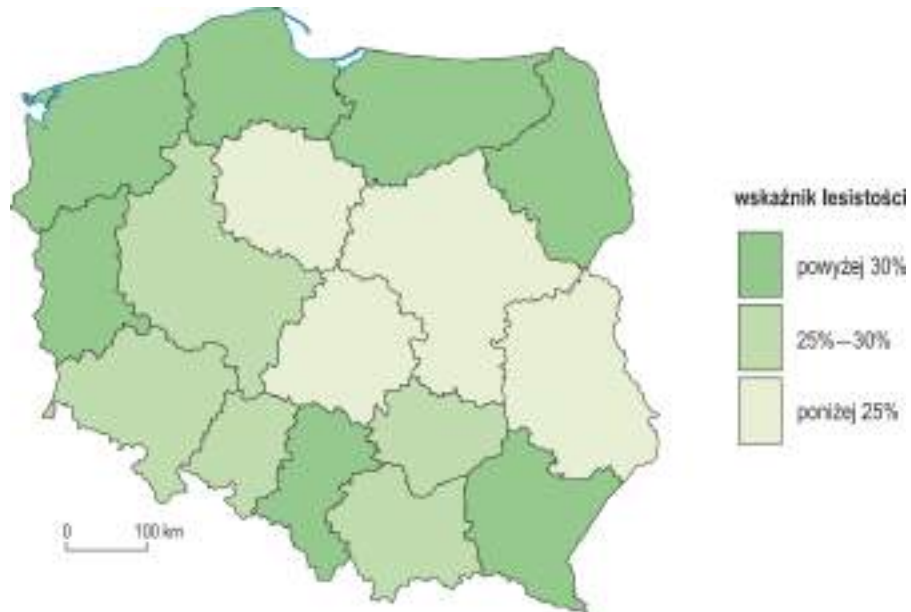 wskaźnik lesistości
powyżej 30%
25%—30%
poniżej 25%
0 100 km